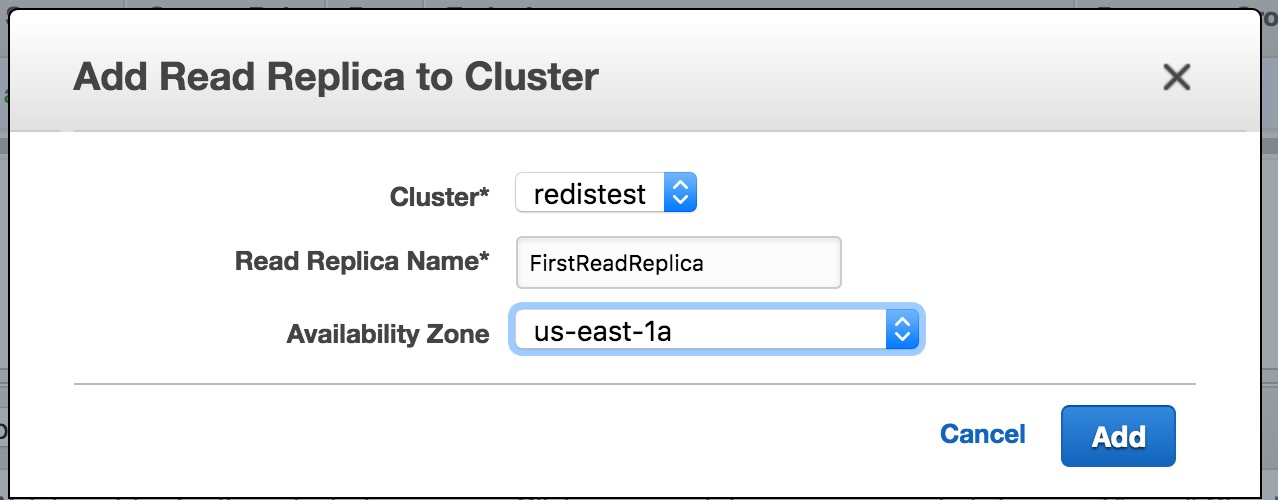 Add Read Replica to Cluster
Cluster* redistest
Read Replica Name* FirstReadReplica
Availability Zone us-east-1a
Cancel Add